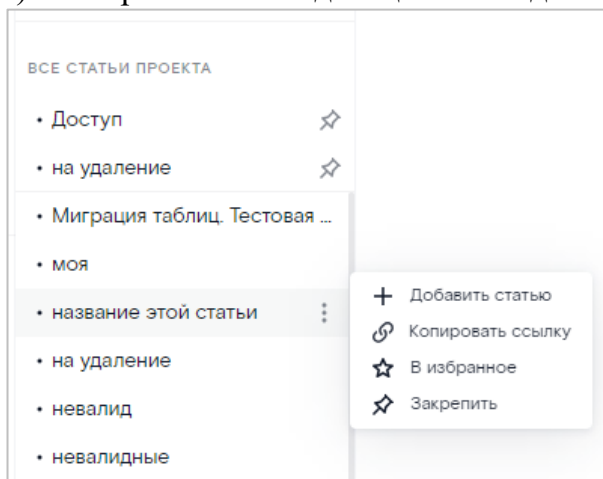 ВСЕ СТАТЬИ ПРОЕКТА
• Доступ
• на удаление
• Миграция таблиц. Тестовая ...
• моя
• название этой статьи
• на удаление
• невалид
• невалидные
Добавить статью
Копировать ссылку
В избранное
Закрепить